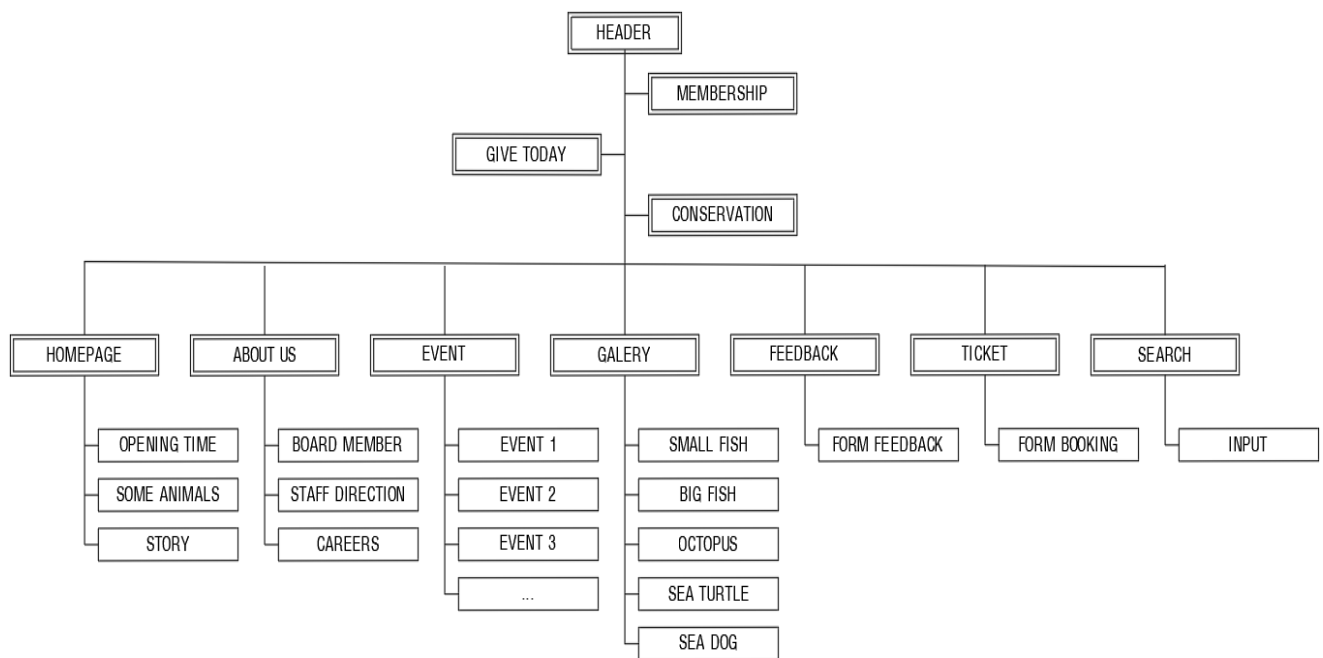 HEADER
MEMBERSHIP
GIVE TODAY
CONSERVATION
HOMEPAGE
ABOUT US
EVENT
GALERY
FEEDBACK
TICKET
SEARCH
OPENING TIME
BOARD MEMBER
EVENT 1
SMALL FISH
FORM FEEDBACK
FORM BOOKING
INPUT
SOME ANIMALS
STAFF DIRECTION
EVENT 2
BIG FISH
STORY
CAREERS
EVENT 3
OCTOPUS
...
SEA TURTLE
SEA DOG